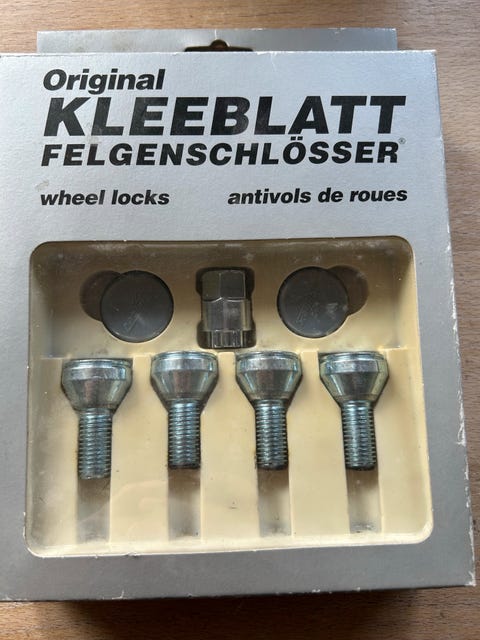 Original
KLEEBLATT
FELGENSCHLÖSSER®
wheel locks antivols de roues